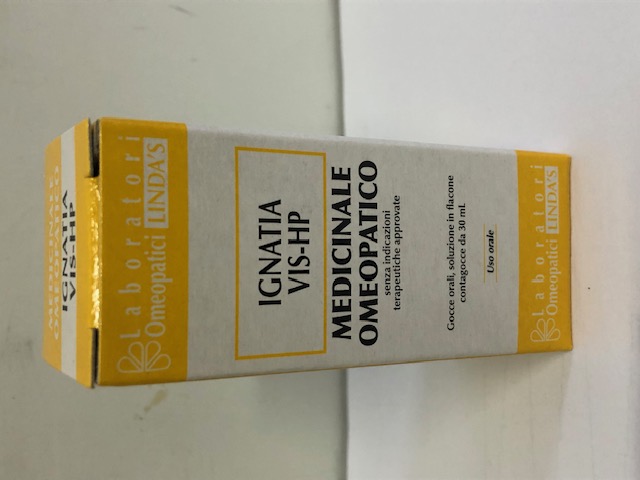 MEDICINALE
OMEOPATICO
IGNATIA
VIS-HP
Laboratori
Omeopatici LINDA'S
IGNATIA
VIS-HP
MEDICINALE
OMEOPATICO
senza indicazioni
terapeutiche approvate
Gocce orali, soluzione in flacone
contagocce da 30 ml.
Uso orale
Laboratori
Omeopatici LINDA'S